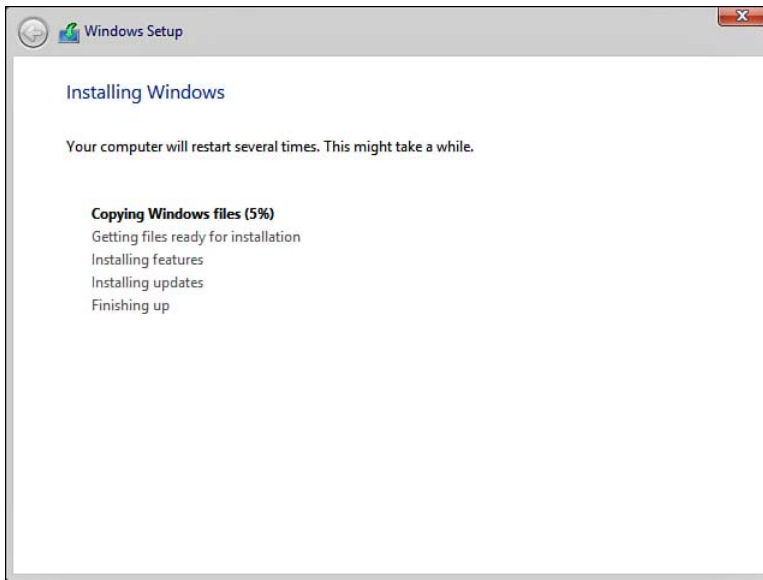 Windows Setup
Installing Windows
Your computer will restart several times. This might take a while.
Copying Windows files (5%)
Getting files ready for installation
Installing features
Installing updates
Finishing up